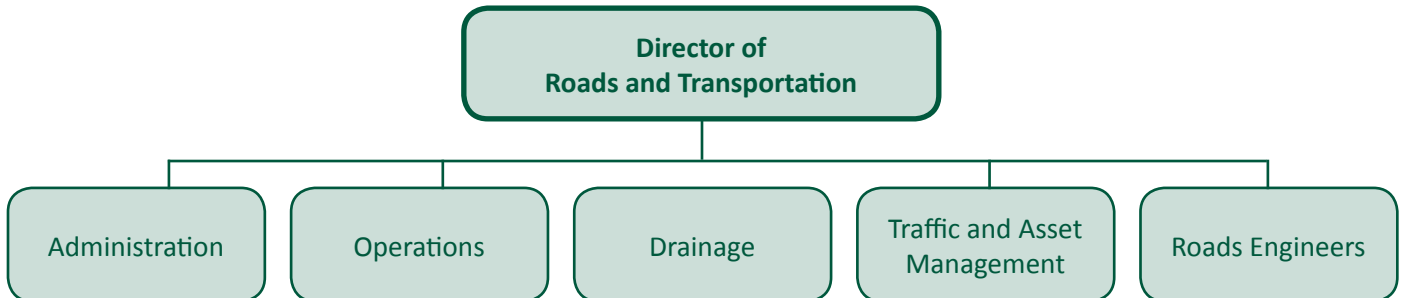 Director of
Roads and Transportation
Administration
Operations
Drainage
Traffic and Asset
Management
Roads Engineers